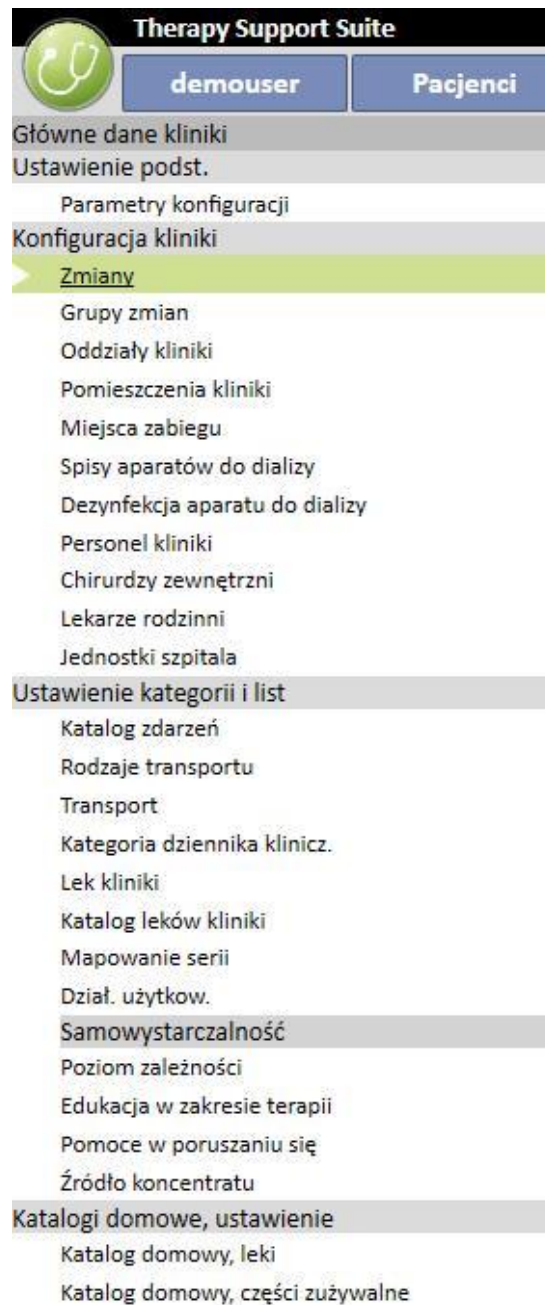 Therapy Support Suite
demouser Pacjenci
Główne dane kliniki
Ustawienie podst.
Parametry konfiguracji
Konfiguracja kliniki
Zmiany
Grupy zmian
Oddziały kliniki
Pomieszczenia kliniki
Miejsca zabiegu
Spisy aparatów do dializy
Dezynfekcja aparatu do dializy
Personel kliniki
Chirurdzy zewnętrzni
Lekarze rodzinni
Jednostki szpitala
Ustawienie kategorii i list
Katalog zdarzeń
Rodzaje transportu
Transport
Kategoria dziennika klinicz.
Lek kliniki
Katalog leków kliniki
Mapowanie serii
Dział. użytkow.
Samowystarczalność
Poziom zależności
Edukacja w zakresie terapii
Pomoce w poruszaniu się
Źródło koncentratu
Katalogi domowe, ustawienie
Katalog domowy, leki
Katalog domowy, części zużywalne